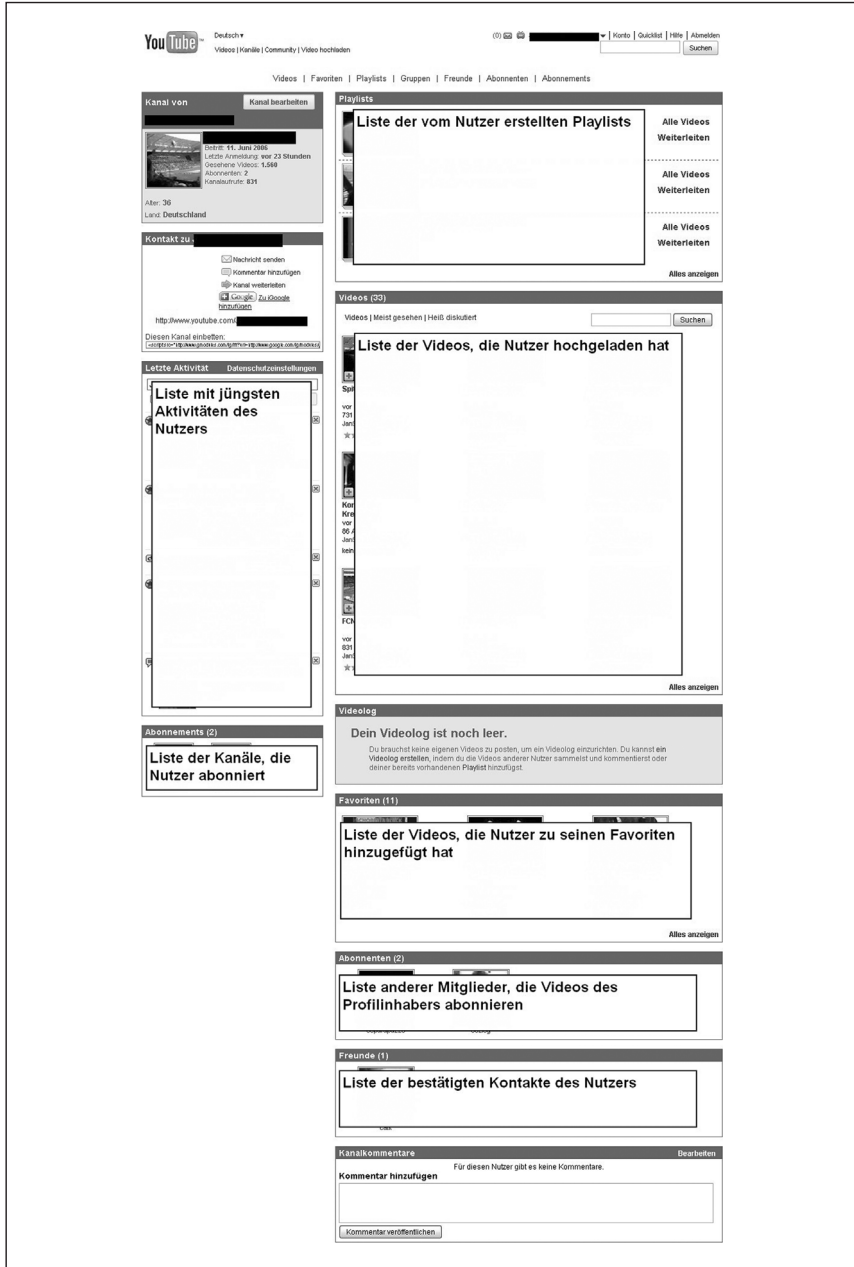 YouTube
Deutsch
Videos | Kanäle | Community | Video hochladen
(0) | Konto | Quicklist | Hilfe | Abmelden
Suchen
Videos | Favoriten | Playlists | Gruppen | Freunde | Abonnenten | Abonnements
Kanal von
Kanal bearbeiten
Beitritt: 11. Juni 2006
Letzte Anmeldung: vor 23 Stunden
Gesehene Videos: 1.560
Abonnenten: 2
Kanalaufrufe: 831
Alter: 36
Land: Deutschland
Kontakt zu
Nachricht senden
Kommentar hinzufügen
Kanal weiterleiten
Google Zu iGoogle
hinzufügen
http://www.youtube.com/
Diesen Kanal einbetten:
Letzte Aktivität Datenschutzeinstellungen
Liste mit jüngsten
Aktivitäten des
Nutzers
Abonnements (2)
Liste der Kanäle, die
Nutzer abonniert
Playlists
Liste der vom Nutzer erstellten Playlists
Alle Videos
Weiterleiten
Alle Videos
Weiterleiten
Alle Videos
Weiterleiten
Alles anzeigen
Videos (33)
Videos | Meist gesehen | Heiß diskutiert
Suchen
Liste der Videos, die Nutzer hochgeladen hat
vor
731
vor
86 A
kein
FCN
vor
831
Alles anzeigen
Videolog
Dein Videolog ist noch leer.
Du brauchst keine eigenen Videos zu posten, um ein Videolog einzurichten. Du kannst ein
Videolog erstellen, indem du die Videos anderer Nutzer sammelst und kommentierst oder
deiner bereits vorhandenen Playlist hinzufügst.
Favoriten (11)
Liste der Videos, die Nutzer zu seinen Favoriten
hinzugefügt hat
Alles anzeigen
Abonnenten (2)
Liste anderer Mitglieder, die Videos des
Profilinhabers abonnieren
Freunde (1)
Liste der bestätigten Kontakte des Nutzers
Kanalkommentare Bearbeiten
Für diesen Nutzer gibt es keine Kommentare.
Kommentar hinzufügen
Kommentar veröffentlichen